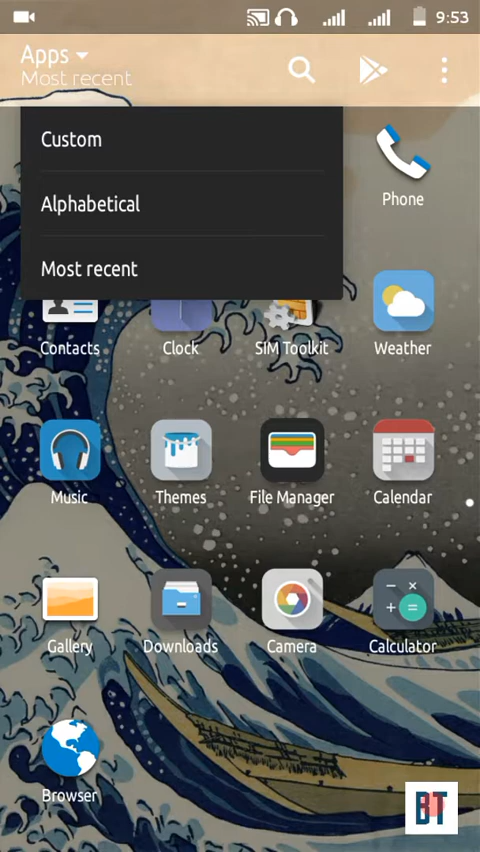 9:53
Apps
Most recent
Custom
Alphabetical
Most recent
Phone
Contacts
Clock
SIM Toolkit
Weather
Music
Themes
File Manager
Calendar
Gallery
Downloads
Camera
Calculator
Browser
BT